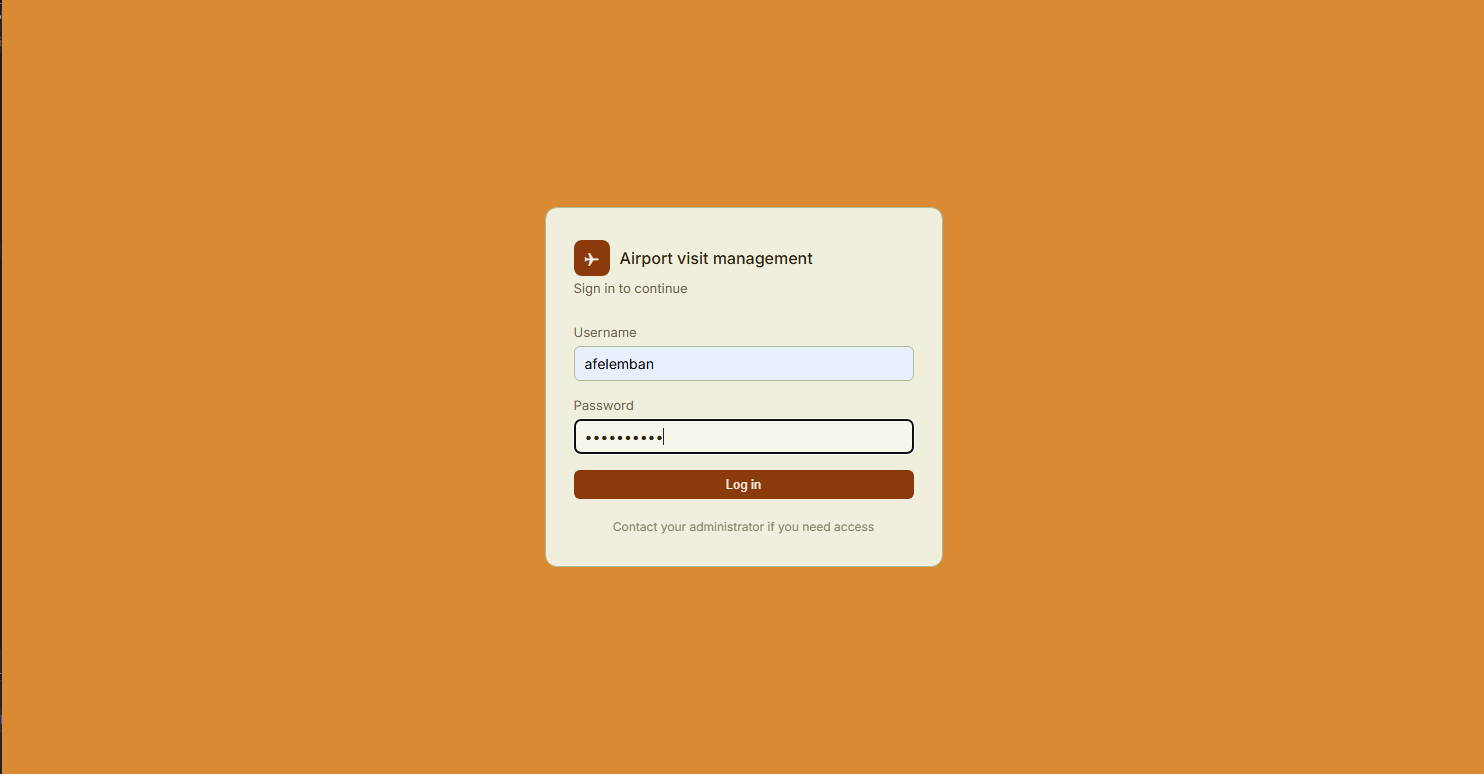 Airport visit management
Sign in to continue
Username
afelemban
Password
••••••••••
Log in
Contact your administrator if you need access